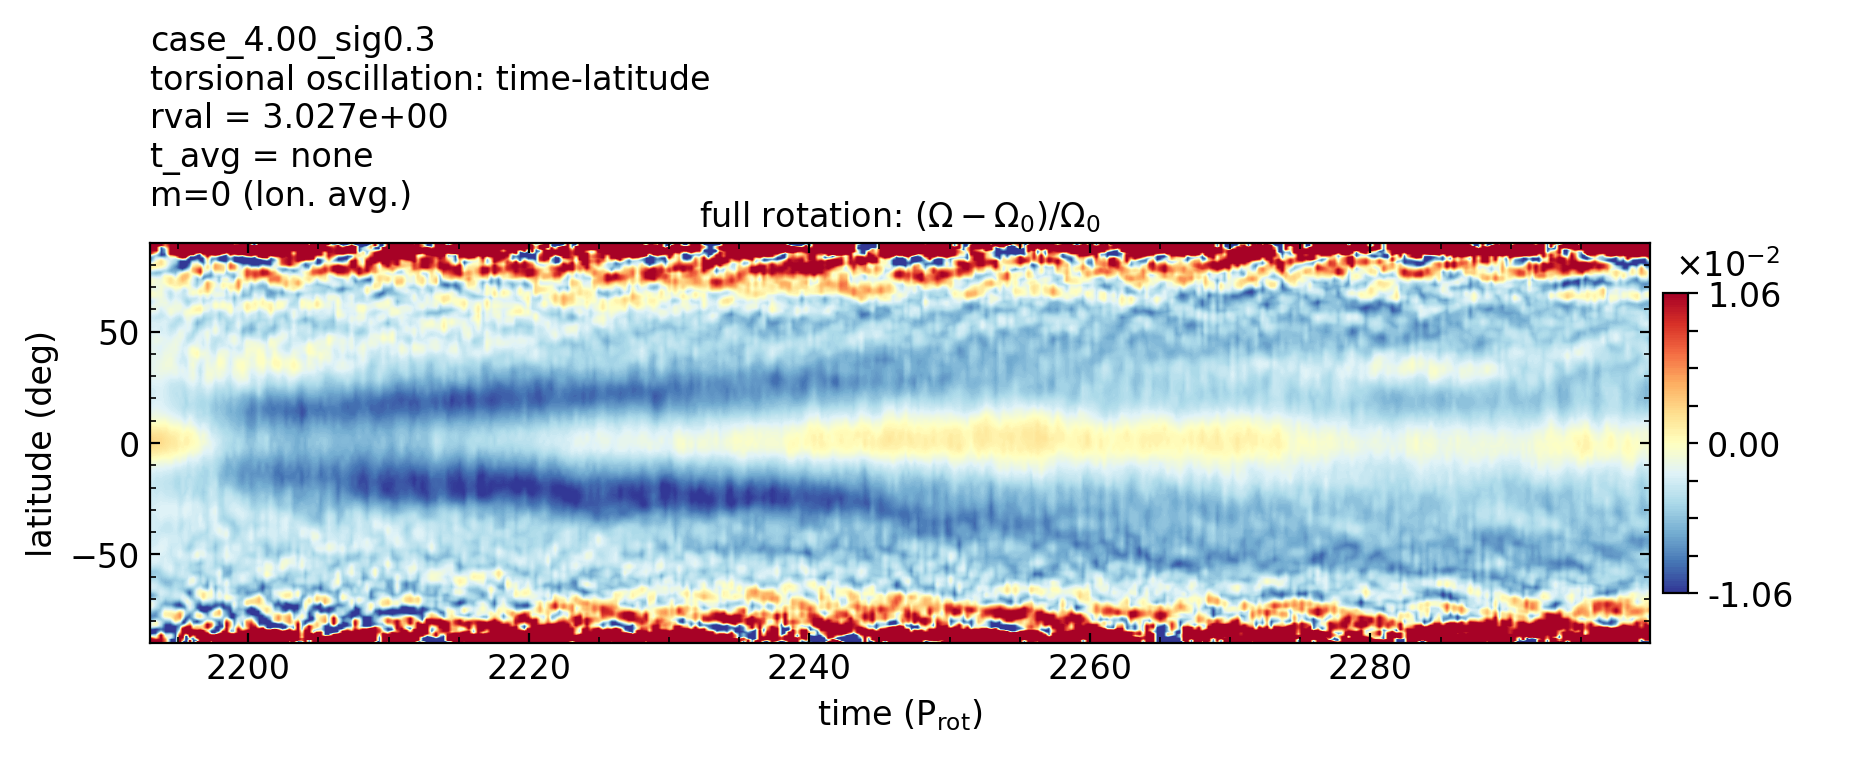 case_4.00_sig0.3
torsional oscillation: time-latitude
rval = 3.027e+00
t_avg = none
m=0 (lon. avg.)
full rotation: (Ω − Ω₀)/Ω₀
×10⁻²
1.06
0.00
-1.06
latitude (deg)
50
0
−50
2200
2220
2240
2260
2280
time (P_rot)